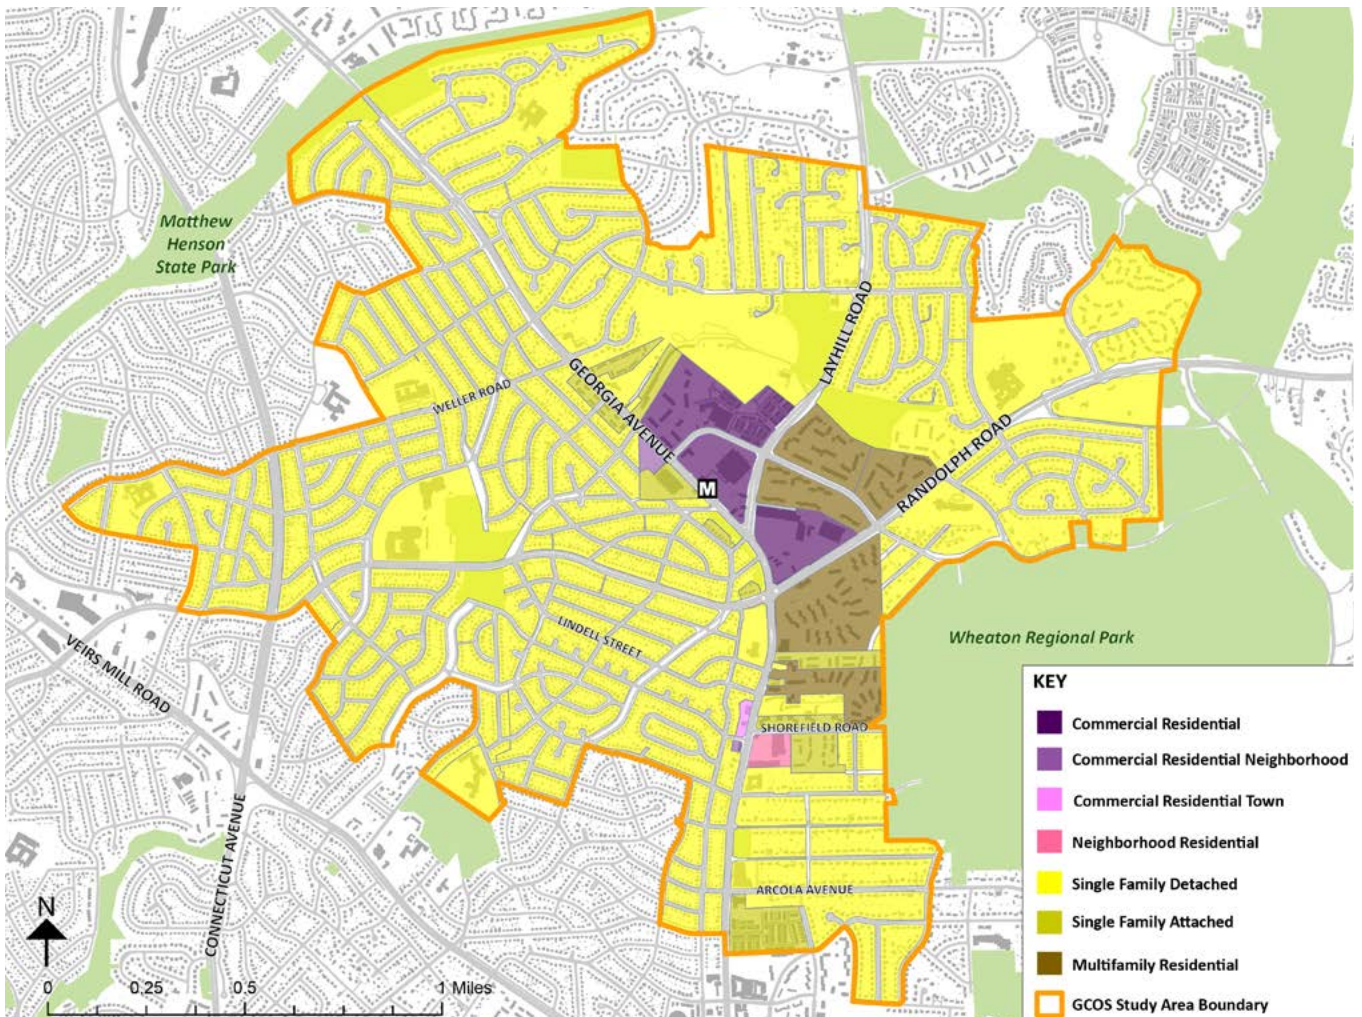 Matthew
Henson
State Park
LAYHILL ROAD
GEORGIA AVENUE
WELLER ROAD
RANDOLPH ROAD
M
LINDELL STREET
Wheaton Regional Park
VEIRS MILL ROAD
SHOREFIELD ROAD
CONNECTICUT AVENUE
ARCOLA AVENUE
KEY
Commercial Residential
Commercial Residential Neighborhood
Commercial Residential Town
Neighborhood Residential
Single Family Detached
Single Family Attached
Multifamily Residential
GCOS Study Area Boundary
N
0 0.25 0.5 1 Miles